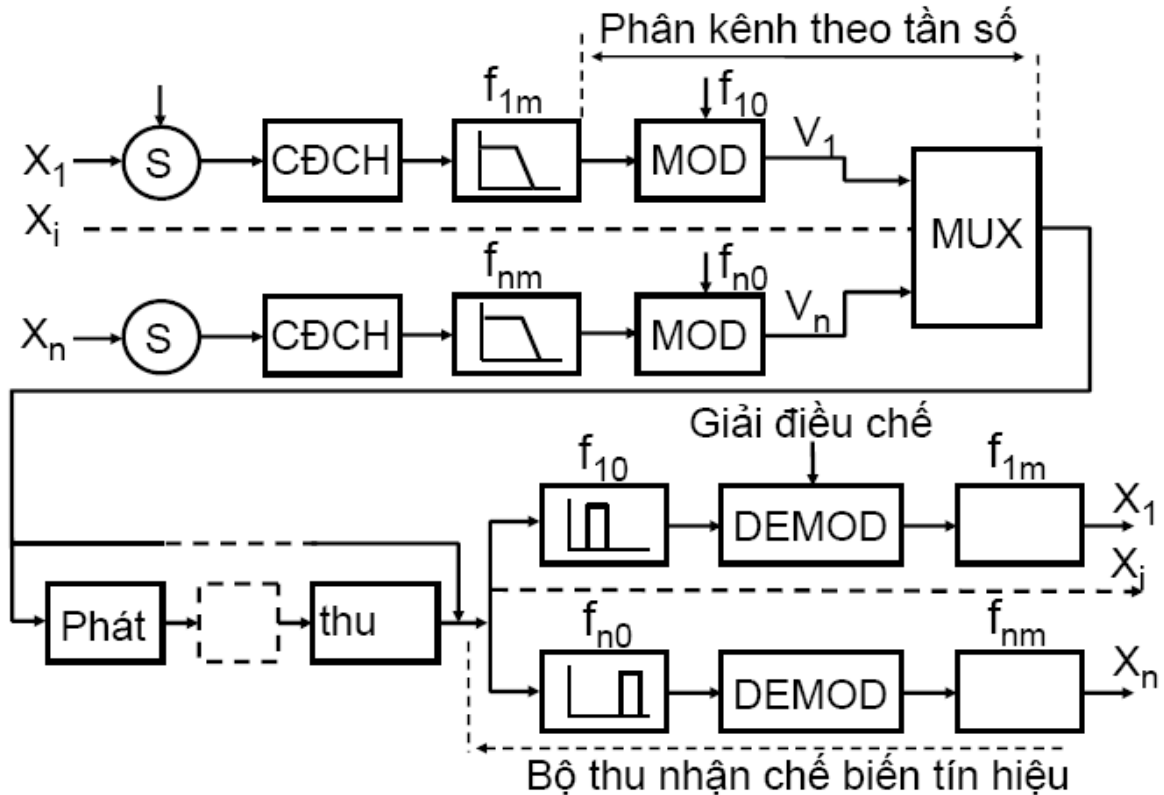 Phân kênh theo tần số
f1m
f10
X1
S
CĐCH
MOD
V1
Xi
MUX
fnm
fn0
Xn
S
CĐCH
MOD
Vn
Giải điều chế
f10
f1m
DEMOD
X1
Xi
Phát
thu
fn0
fnm
DEMOD
Xn
Bộ thu nhận chế biến tín hiệu